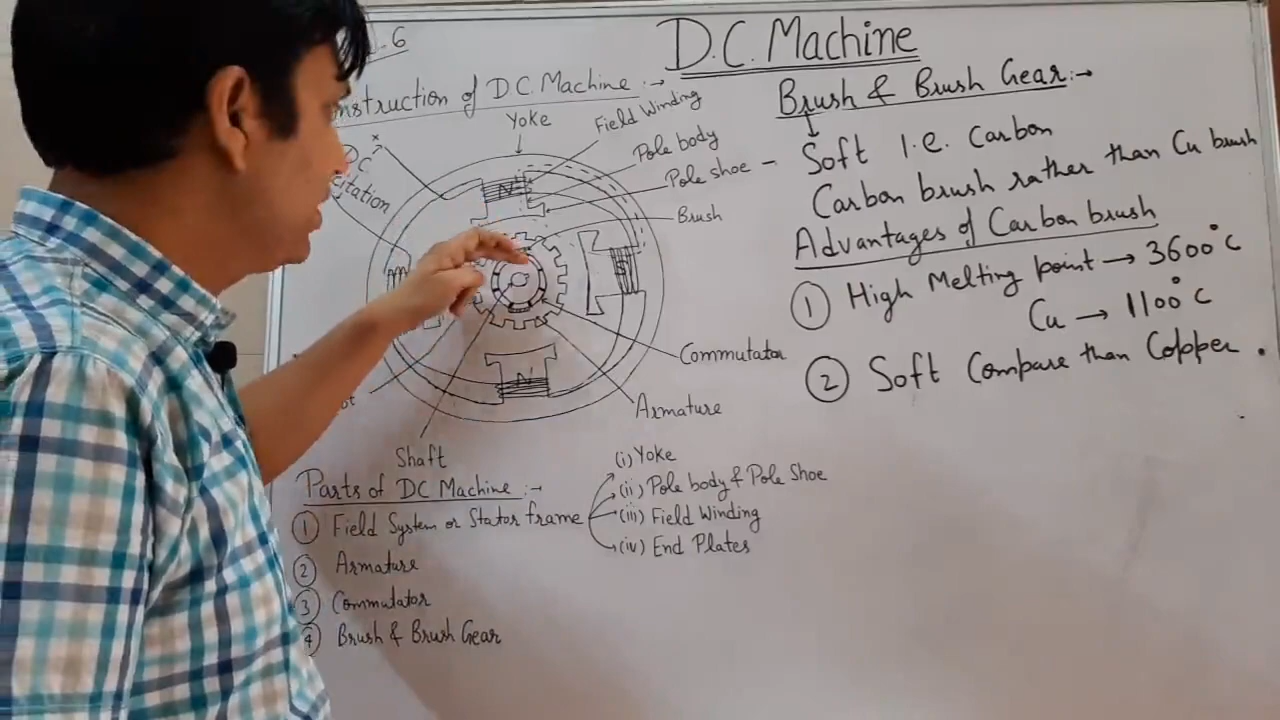 D.C. Machine
6
nstruction of D.C. Machine :→
Yoke
Field Winding
Pole body
Pole shoe
Brush
DC
citation
N
S
N
Commutator
Armature
Shaft
Parts of DC Machine :-
① Field System or Stator frame
(i) Yoke
(ii) Pole body & Pole Shoe
(iii) Field Winding
(iv) End Plates
② Armature
③ Commutator
④ Brush & Brush Gear
Brush & Brush Gear :→
Soft i.e. Carbon
Carbon brush rather than Cu brush
Advantages of Carbon brush
① High Melting point → 3600°C
Cu → 1100°C
② Soft Compare than Copper.